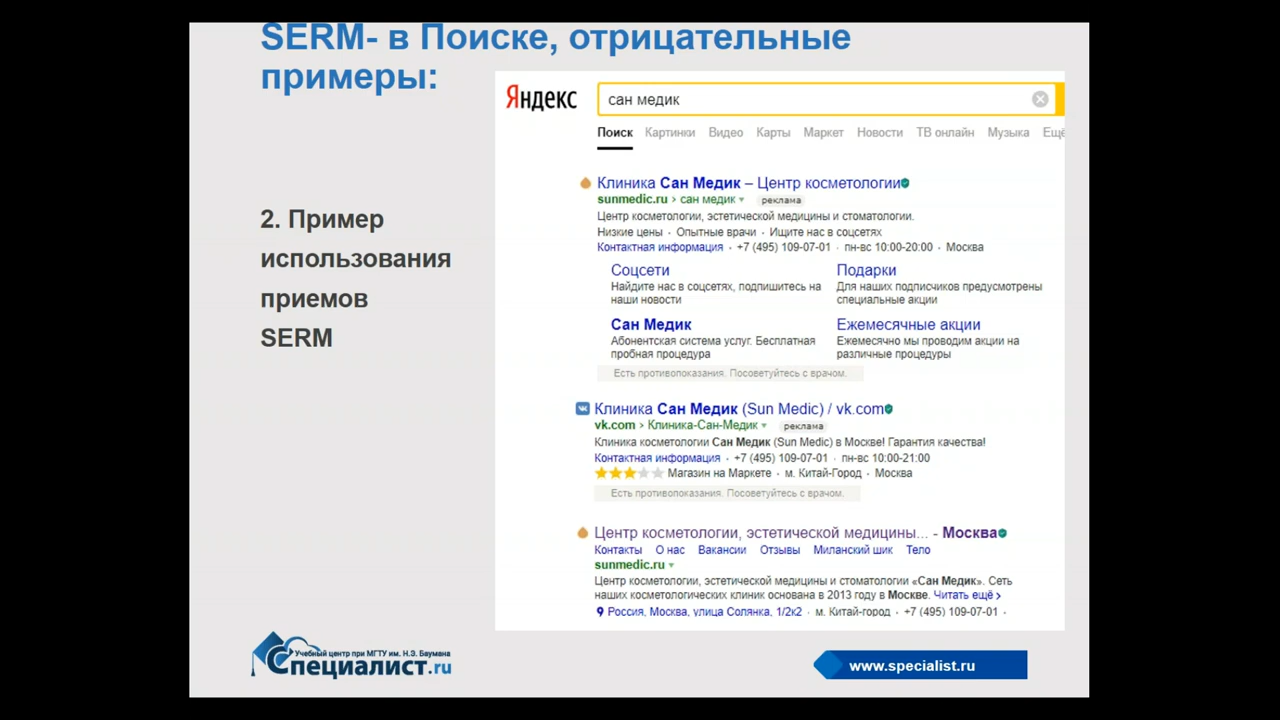 SERM- в Поиске, отрицательные
примеры:
2. Пример
использования
приемов
SERM
Яндекс
сан медик
Поиск Картинки Видео Карты Маркет Новости ТВ онлайн Музыка Ещё
Клиника Сан Медик – Центр косметологии
sunmedic.ru › сан медик реклама
Центр косметологии, эстетической медицины и стоматологии.
Низкие цены · Опытные врачи · Ищите нас в соцсетях
Контактная информация · +7 (495) 109-07-01 · пн-вс 10:00-20:00 · Москва
Соцсети
Найдите нас в соцсетях, подпишитесь на
наши новости
Подарки
Для наших подписчиков предусмотрены
специальные акции
Сан Медик
Абонентская система услуг. Бесплатная
пробная процедура
Ежемесячные акции
Ежемесячно мы проводим акции на
различные процедуры
Есть противопоказания. Посоветуйтесь с врачом.
Клиника Сан Медик (Sun Medic) / vk.com
vk.com › Клиника-Сан-Медик реклама
Клиника косметологии Сан Медик (Sun Medic) в Москве! Гарантия качества!
Контактная информация · +7 (495) 109-07-01 · пн-вс 10:00-21:00
Магазин на Маркете · м. Китай-Город · Москва
Есть противопоказания. Посоветуйтесь с врачом.
Центр косметологии, эстетической медицины... - Москва
Контакты О нас Вакансии Отзывы Миланский шик Тело
sunmedic.ru
Центр косметологии, эстетической медицины и стоматологии «Сан Медик». Сеть
наших косметологических клиник основана в 2013 году в Москве. Читать ещё ›
Россия, Москва, улица Солянка, 1/2к2 · м. Китай-город · +7 (495) 109-07-01 ·
Учебный центр при МГТУ им. Н.Э. Баумана
Специалист.ru
www.specialist.ru